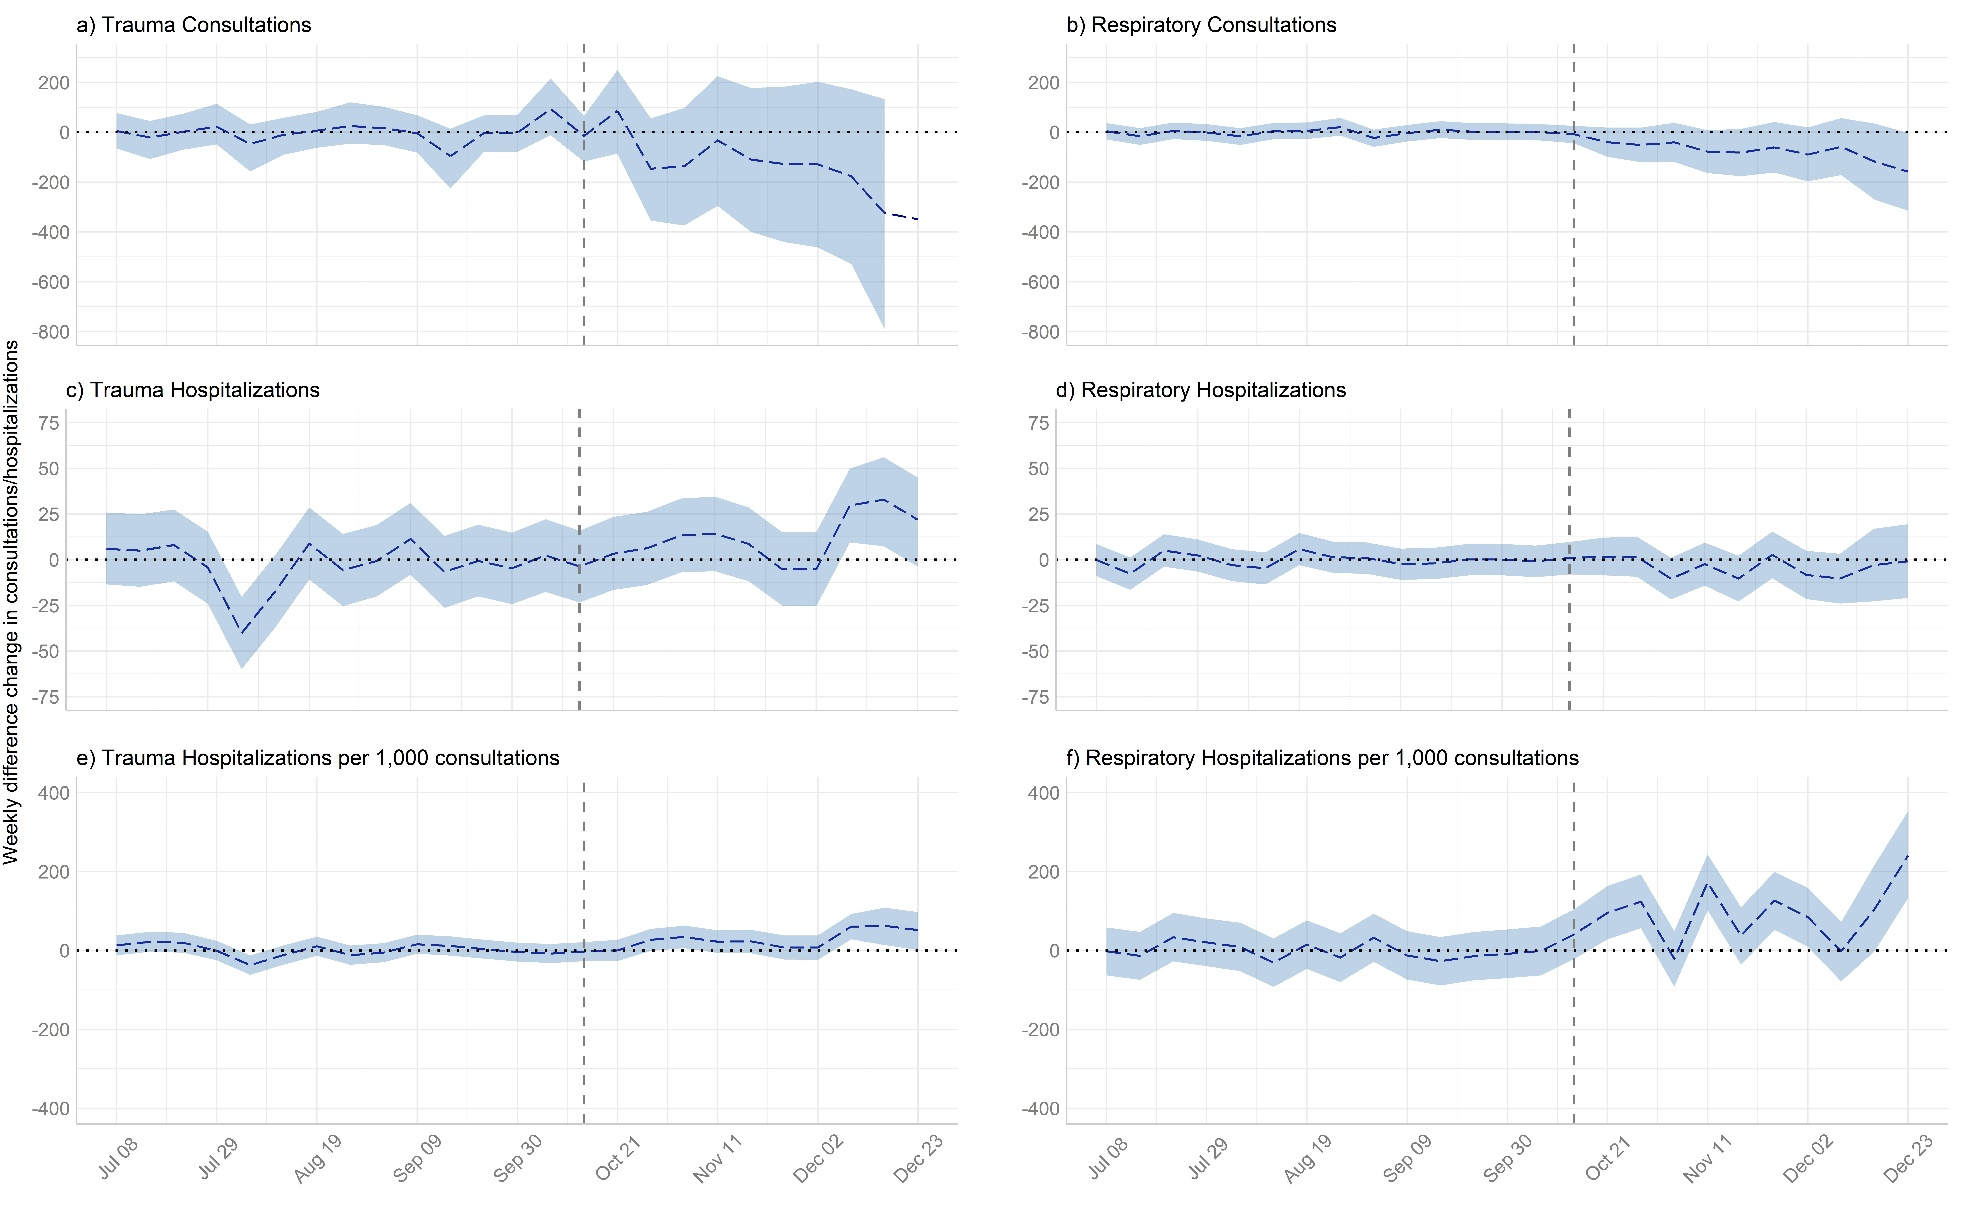 Weekly difference change in consultations/hospitalizations
a) Trauma Consultations
200
0
-200
-400
-600
-800
b) Respiratory Consultations
200
0
-200
-400
-600
-800
c) Trauma Hospitalizations
75
50
25
0
-25
-50
-75
d) Respiratory Hospitalizations
75
50
25
0
-25
-50
-75
e) Trauma Hospitalizations per 1,000 consultations
400
200
0
-200
-400
Jul 08
Jul 29
Aug 19
Sep 09
Sep 30
Oct 21
Nov 11
Dec 02
Dec 23
f) Respiratory Hospitalizations per 1,000 consultations
400
200
0
-200
-400
Jul 08
Jul 29
Aug 19
Sep 09
Sep 30
Oct 21
Nov 11
Dec 02
Dec 23